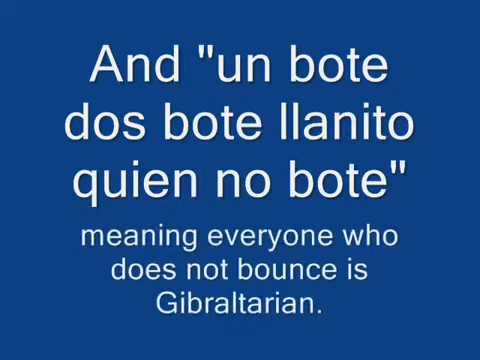 And "un bote
dos bote llanito
quien no bote"
meaning everyone who
does not bounce is
Gibraltarian.